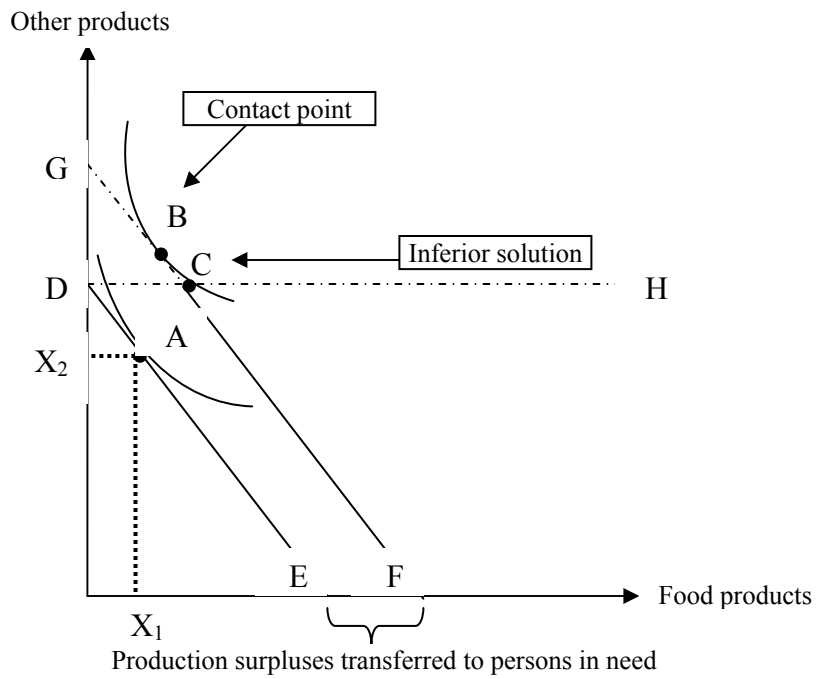 Other products
Contact point
G
B
Inferior solution
C
D
H
A
X2
E
F
Food products
X1
Production surpluses transferred to persons in need